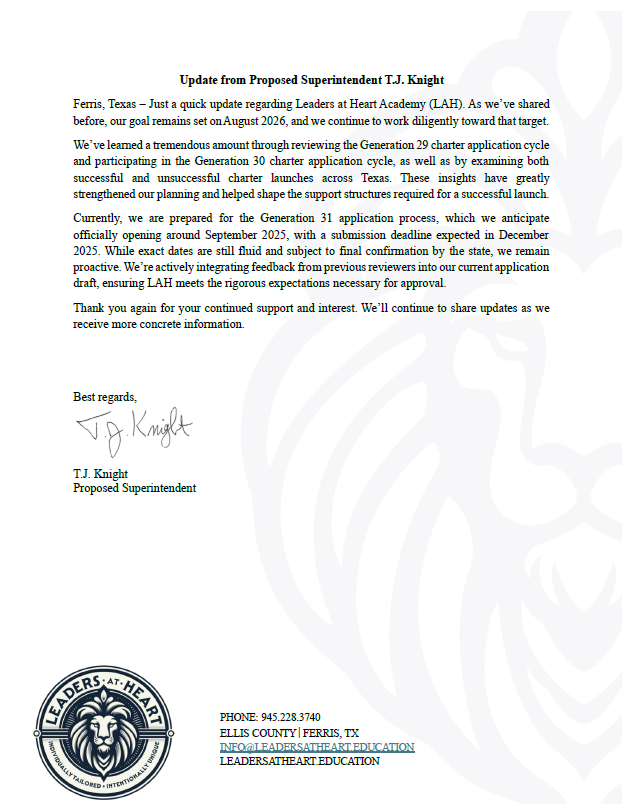 Update from Proposed Superintendent T.J. Knight
Ferris, Texas – Just a quick update regarding Leaders at Heart Academy (LAH). As we've shared
before, our goal remains set on August 2026, and we continue to work diligently toward that target.
We've learned a tremendous amount through reviewing the Generation 29 charter application cycle
and participating in the Generation 30 charter application cycle, as well as by examining both
successful and unsuccessful charter launches across Texas. These insights have greatly
strengthened our planning and helped shape the support structures required for a successful launch.
Currently, we are prepared for the Generation 31 application process, which we anticipate
officially opening around September 2025, with a submission deadline expected in December
2025. While exact dates are still fluid and subject to final confirmation by the state, we remain
proactive. We're actively integrating feedback from previous reviewers into our current application
draft, ensuring LAH meets the rigorous expectations necessary for approval.
Thank you again for your continued support and interest. We'll continue to share updates as we
receive more concrete information.
Best regards,
T.J. Knight
T.J. Knight
Proposed Superintendent
LEADERS·AT·HEART
INDIVIDUALLY TAILORED • INTENTIONALLY UNIQUE
PHONE: 945.228.3740
ELLIS COUNTY | FERRIS, TX
INFO@LEADERSATHEART.EDUCATION
LEADERSATHEART.EDUCATION